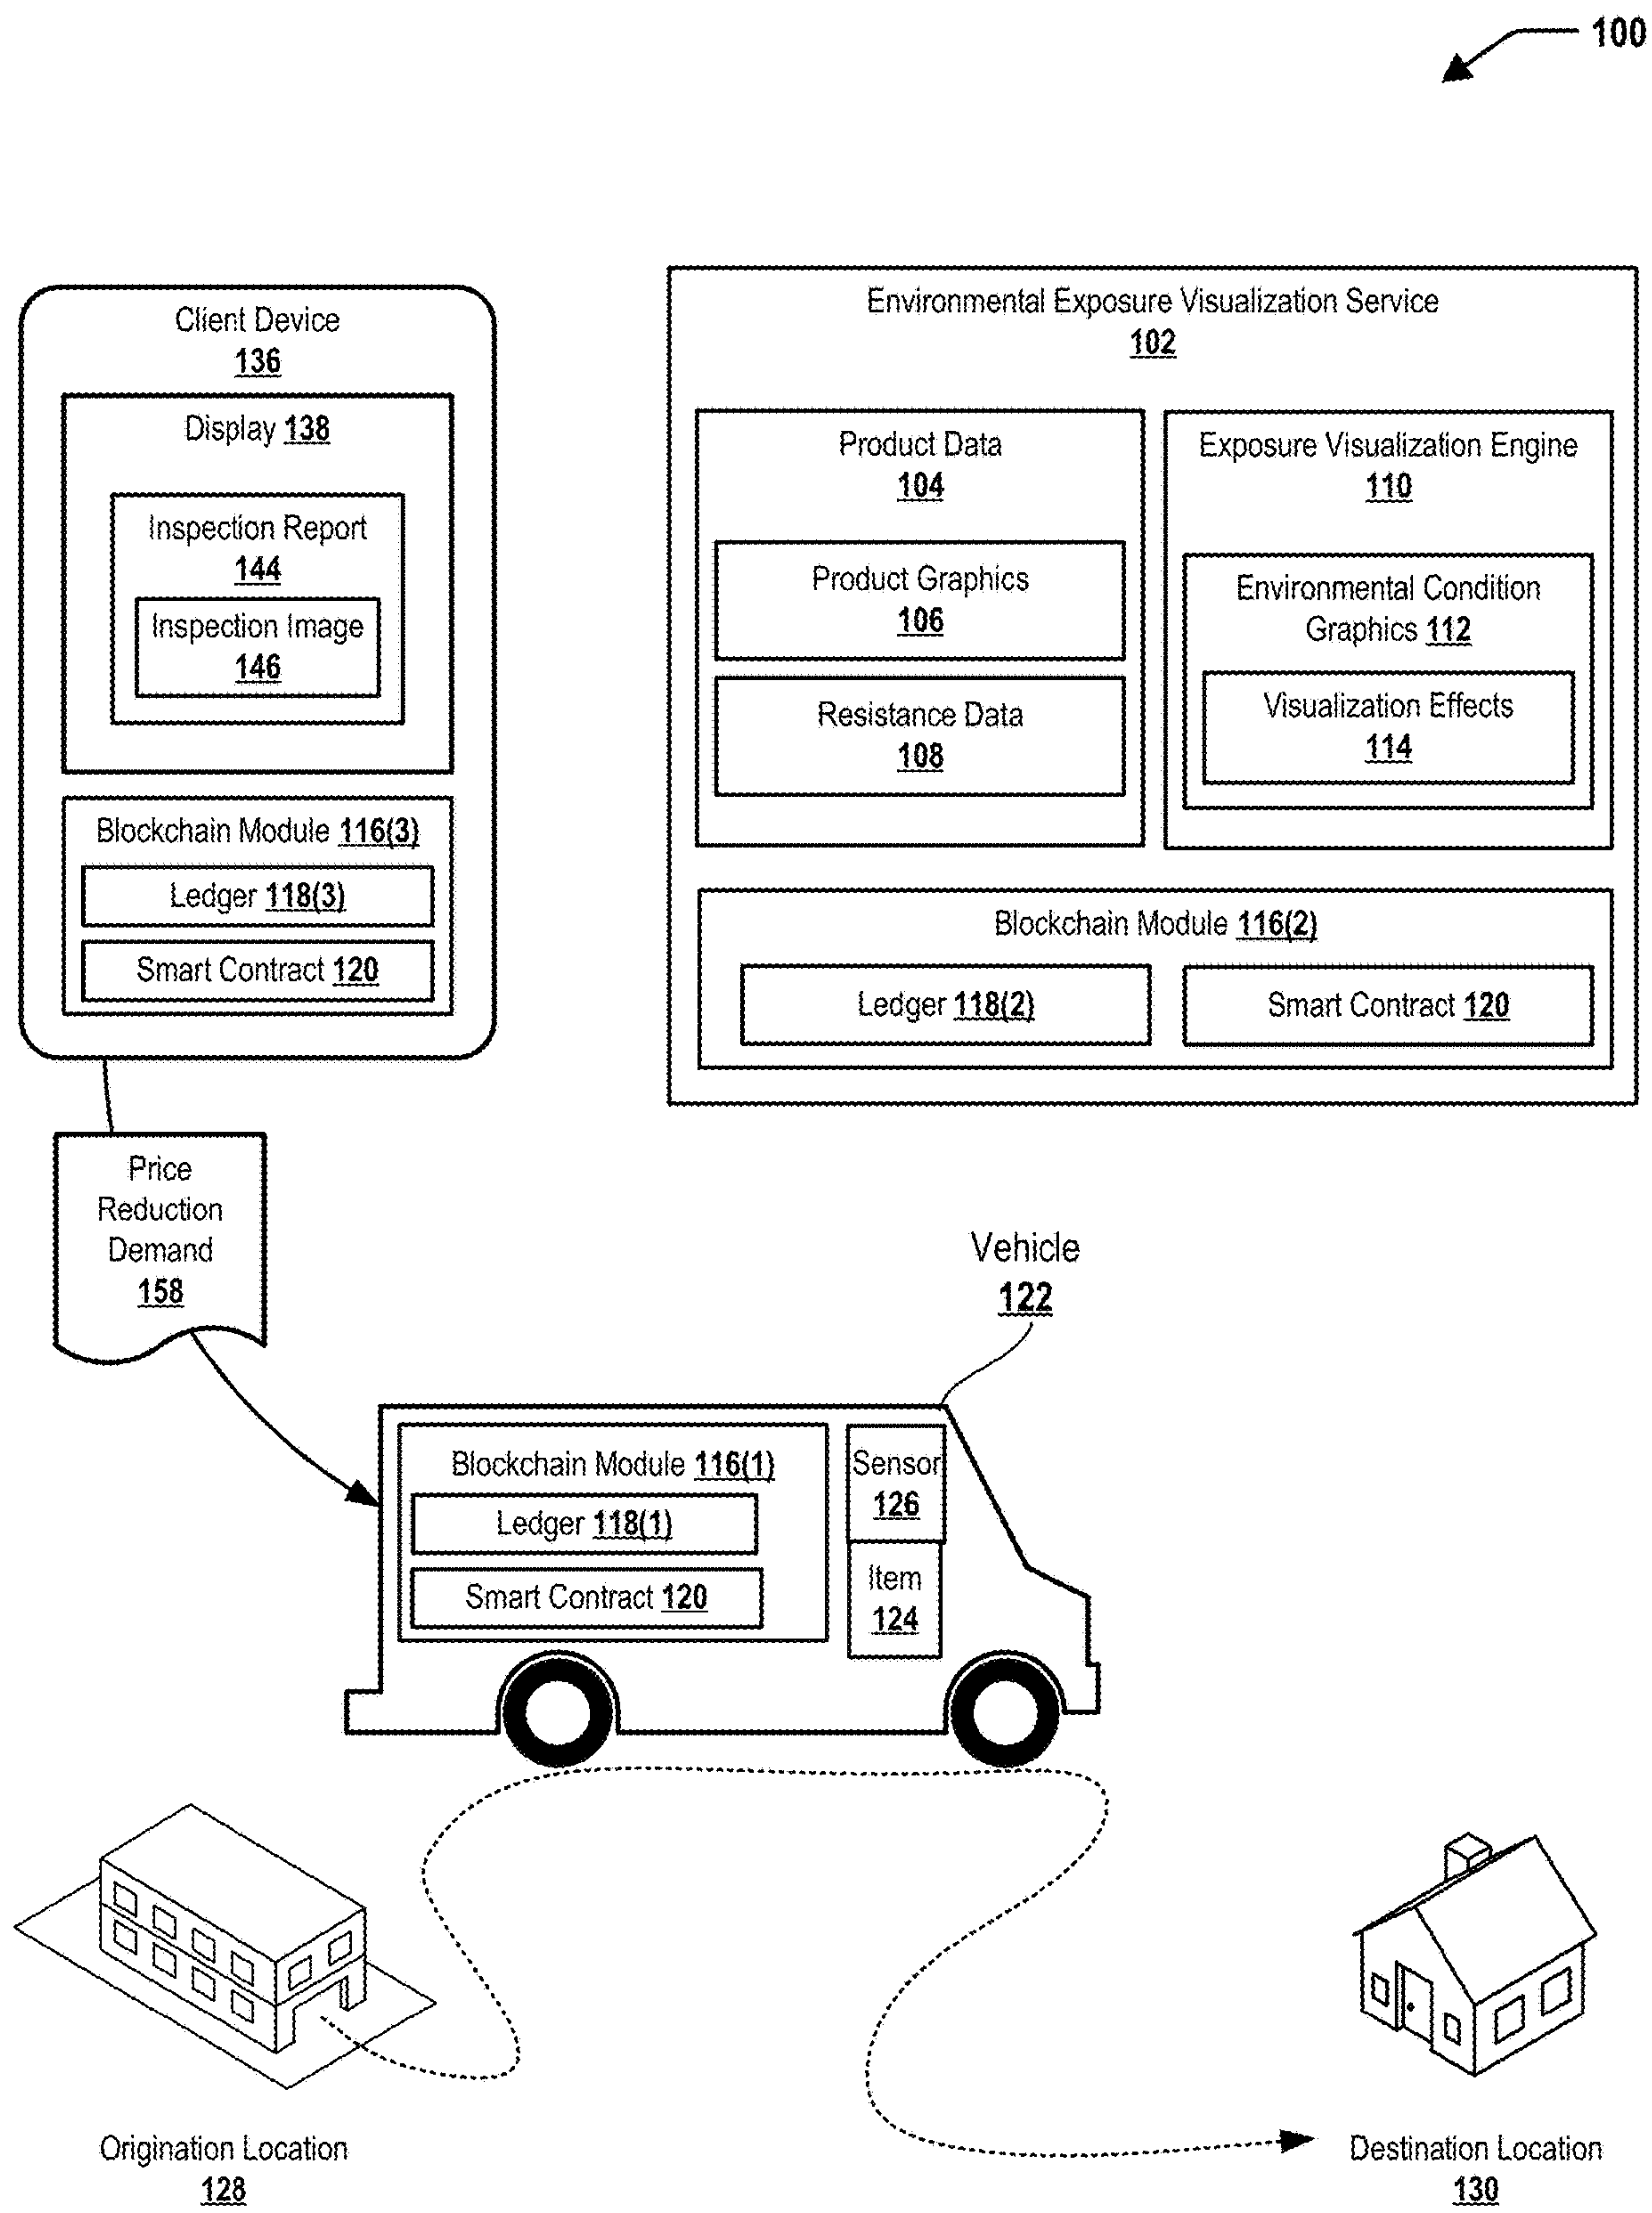 100
Client Device
136
Display 138
Inspection Report
144
Inspection Image
146
Blockchain Module 116(3)
Ledger 118(3)
Smart Contract 120
Environmental Exposure Visualization Service
102
Product Data
104
Product Graphics
106
Resistance Data
108
Exposure Visualization Engine
110
Environmental Condition
Graphics 112
Visualization Effects
114
Blockchain Module 116(2)
Ledger 118(2)
Smart Contract 120
Price
Reduction
Demand
158
Vehicle
122
Blockchain Module 116(1)
Ledger 118(1)
Smart Contract 120
Sensor
126
Item
124
Origination Location
128
Destination Location
130